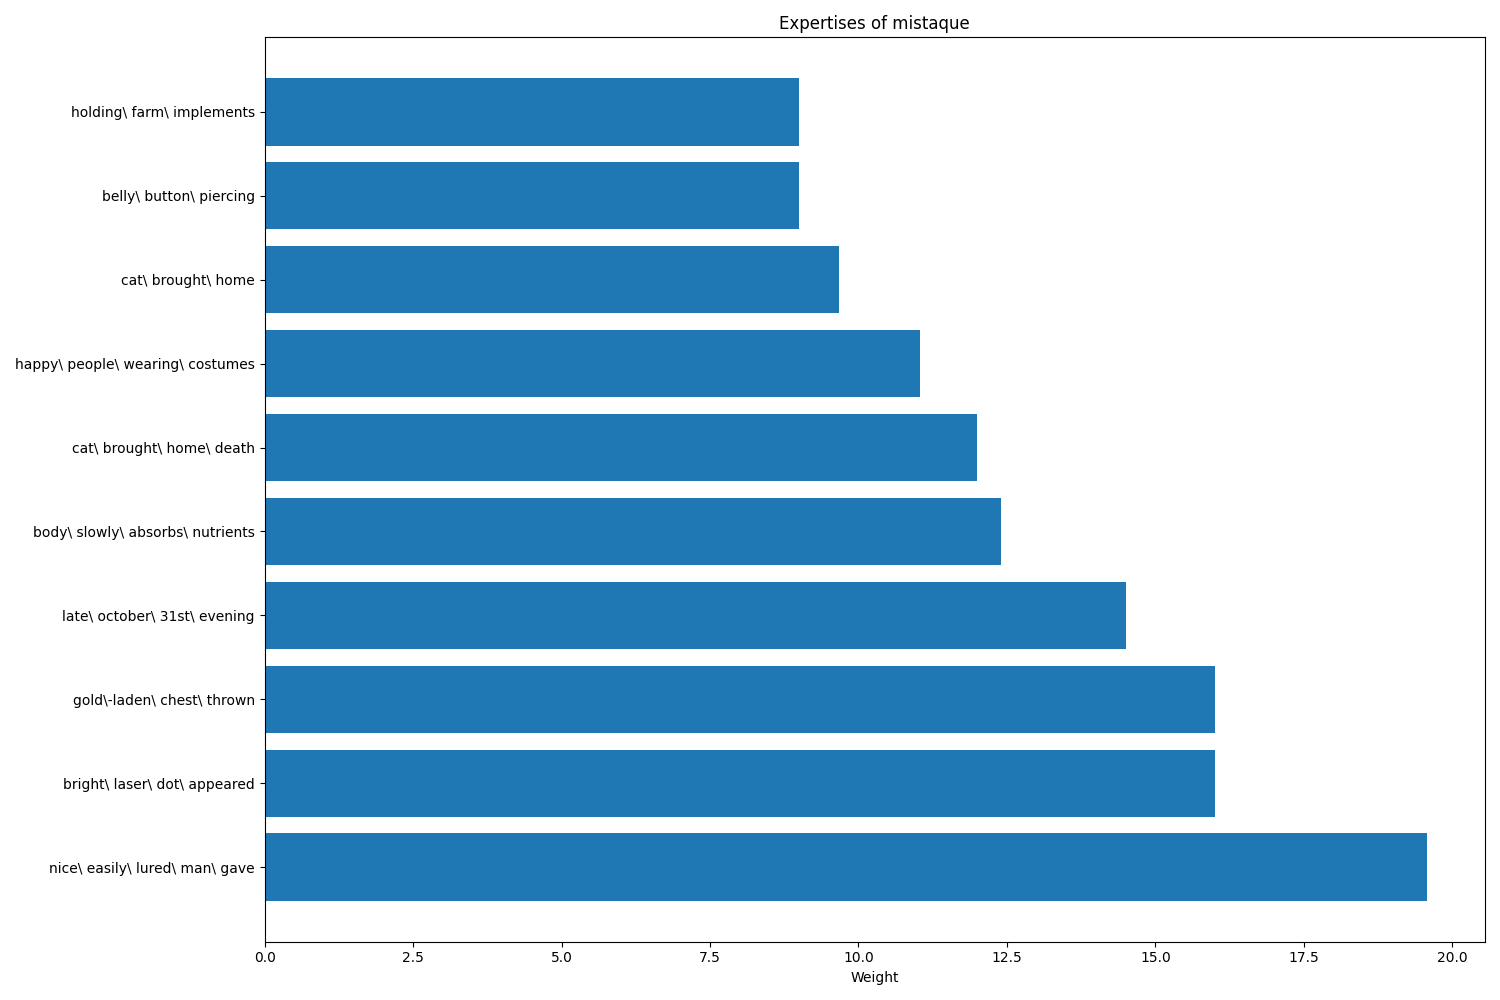 Expertises of mistaque
holding\ farm\ implements
belly\ button\ piercing
cat\ brought\ home
happy\ people\ wearing\ costumes
cat\ brought\ home\ death
body\ slowly\ absorbs\ nutrients
late\ october\ 31st\ evening
gold\-laden\ chest\ thrown
bright\ laser\ dot\ appeared
nice\ easily\ lured\ man\ gave
0.0 2.5 5.0 7.5 10.0 12.5 15.0 17.5 20.0
Weight